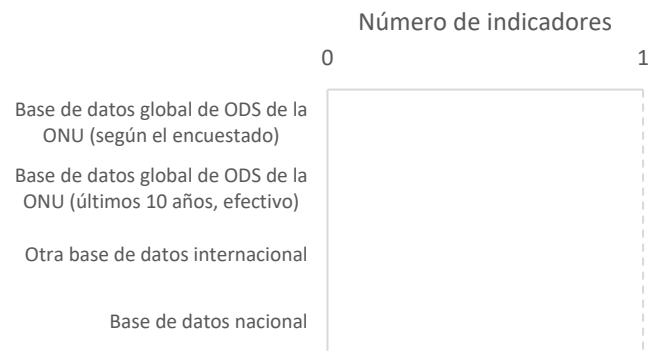 Número de indicadores
0 1
Base de datos global de ODS de la
ONU (según el encuestado)
Base de datos global de ODS de la
ONU (últimos 10 años, efectivo)
Otra base de datos internacional
Base de datos nacional